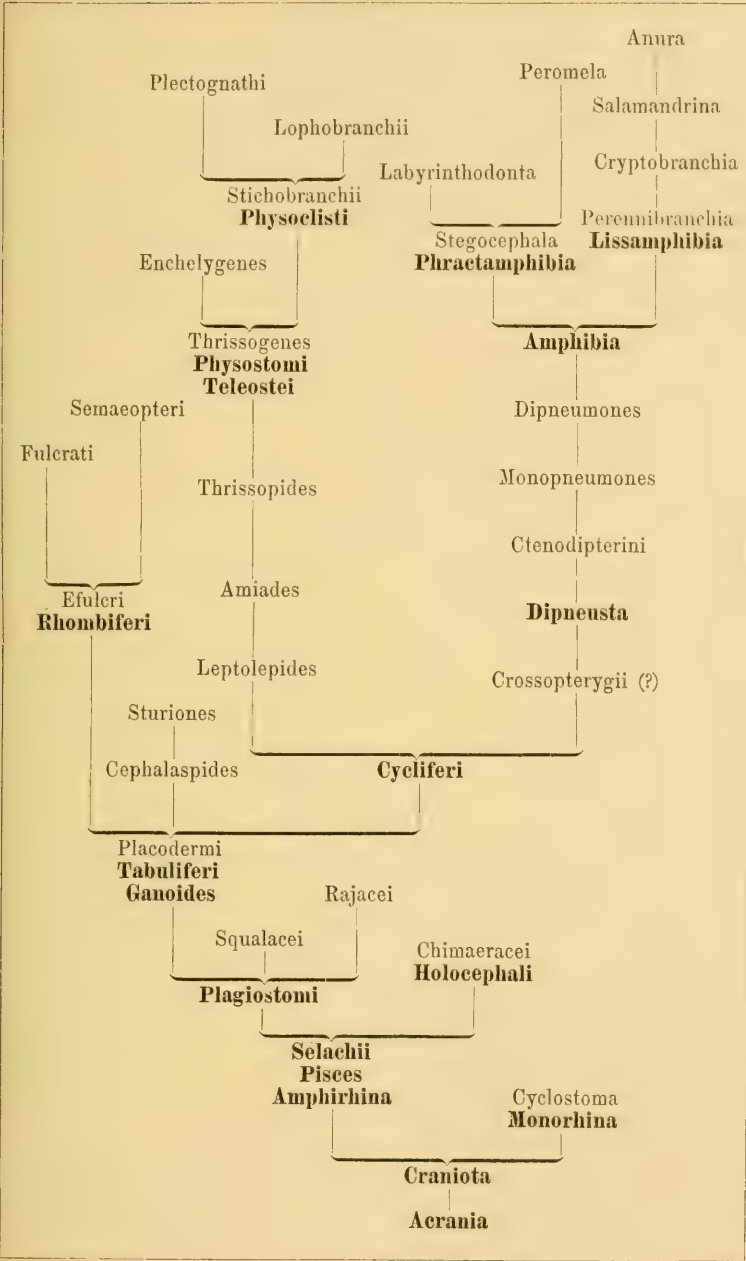 Anura
Peromela
Plectognathi
Salamandrina
Lophobranchii
Cryptobranchia
Labyrinthodonta
Stichobranchii
Physoclisti
Perennibranchia
Lissamphibia
Stegocephala
Phractamphibia
Enchelygenes
Thrissogenes
Physostomi
Teleostei
Amphibia
Semaeopteri
Dipneumones
Fulcrati
Monopneumones
Thrissopides
Ctenodipterini
Amiades
Efulcri
Rhombiferi
Dipneusta
Leptolepides
Crossopterygii (?)
Sturiones
Cephalaspides
Cycliferi
Placodermi
Tabuliferi
Ganoides
Rajacei
Squalacei
Chimaeracei
Holocephali
Plagiostomi
Selachii
Pisces
Amphirhina
Cyclostoma
Monorhina
Craniota
Acrania